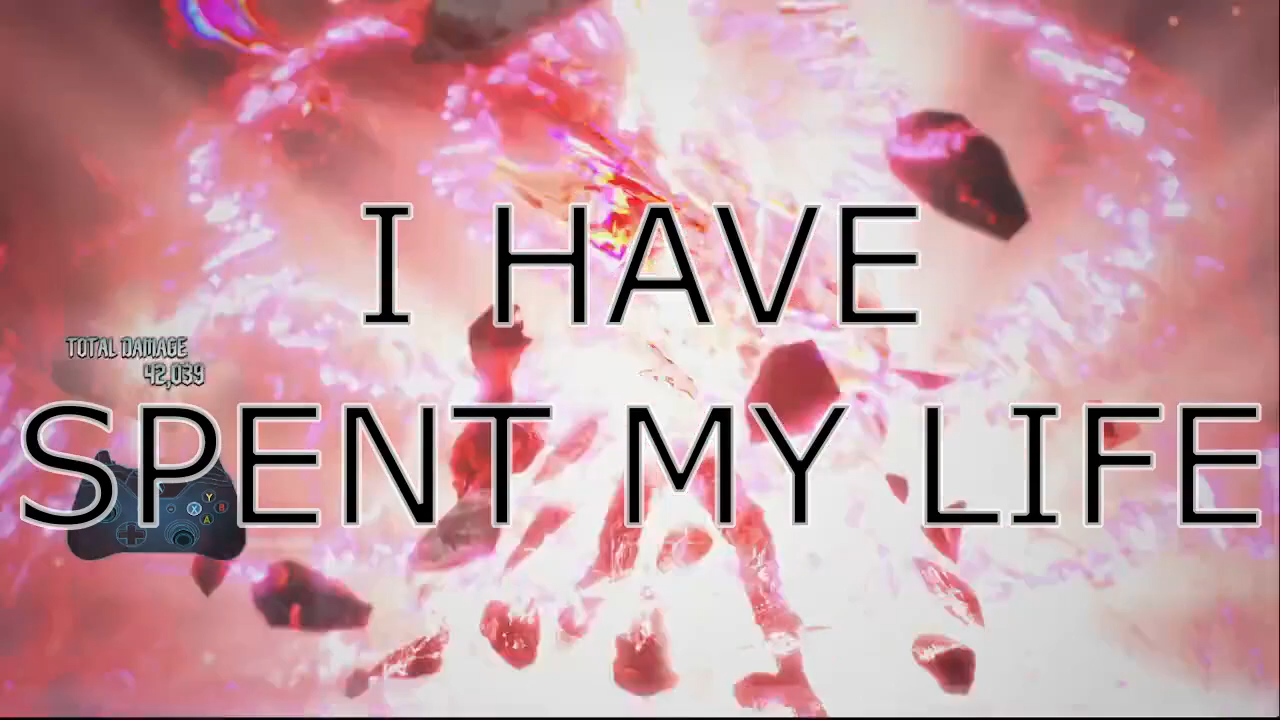 I HAVE
TOTAL DAMAGE
42,039
SPENT MY LIFE
Y
X
B
A